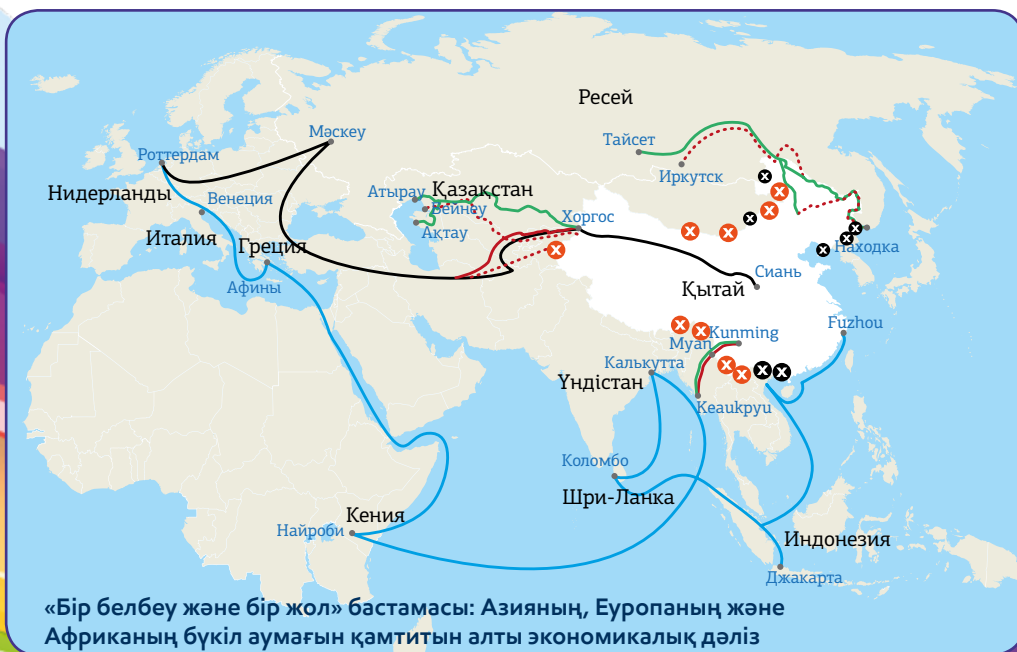 Ресей
Мәскеу
Тайсет
Роттердам
Иркутск
Нидерланды
Атырау
Қазақстан
Венеция
Бейнеу
Хоргос
Италия
Ақтау
Греция
Находка
Сиань
Афины
Қытай
Fuzhou
Kunming
Myan
Калькутта
Үндістан
Keaukpyu
Коломбо
Шри-Ланка
Кения
Найроби
Индонезия
Джакарта
«Бір белбеу және бір жол» бастамасы: Азияның, Еуропаның және
Африканың бүкіл аумағын қамтитын алты экономикалық дәліз